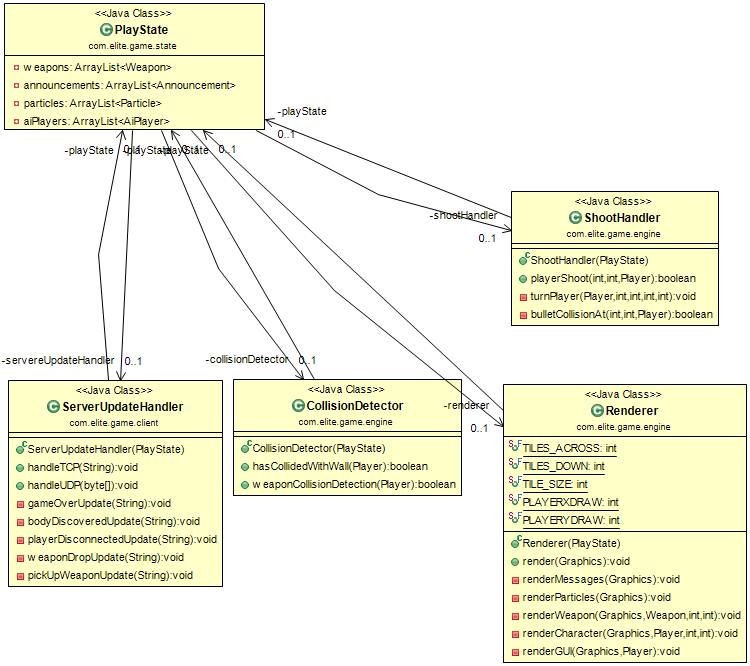 <<Java Class>>
PlayState
com.elite.game.state
weapons: ArrayList<Weapon>
announcements: ArrayList<Announcement>
particles: ArrayList<Particle>
aiPlayers: ArrayList<AiPlayer>
-playState
0..1
-playState
0..1
-playState
0..1
-playState
0..1
-shootHandler
0..1
<<Java Class>>
ShootHandler
com.elite.game.engine
ShootHandler(PlayState)
playerShoot(int,int,Player):boolean
turnPlayer(Player,int,int,int,int):void
bulletCollisionAt(int,int,Player):boolean
-servereUpdateHandler
0..1
-collisionDetector
0..1
-renderer
0..1
<<Java Class>>
ServerUpdateHandler
com.elite.game.client
ServerUpdateHandler(PlayState)
handleTCP(String):void
handleUDP(byte[]):void
gameOverUpdate(String):void
bodyDiscoveredUpdate(String):void
playerDisconnectedUpdate(String):void
weaponDropUpdate(String):void
pickUpWeaponUpdate(String):void
<<Java Class>>
CollisionDetector
com.elite.game.engine
CollisionDetector(PlayState)
hasCollidedWithWall(Player):boolean
weaponCollisionDetection(Player):boolean
<<Java Class>>
Renderer
com.elite.game.engine
TILES_ACROSS: int
TILES_DOWN: int
TILE_SIZE: int
PLAYERXDRAW: int
PLAYERYDRAW: int
Renderer(PlayState)
render(Graphics):void
renderMessages(Graphics):void
renderParticles(Graphics):void
renderWeapon(Graphics,Weapon,int,int):void
renderCharacter(Graphics,Player,int,int):void
renderGUI(Graphics,Player):void